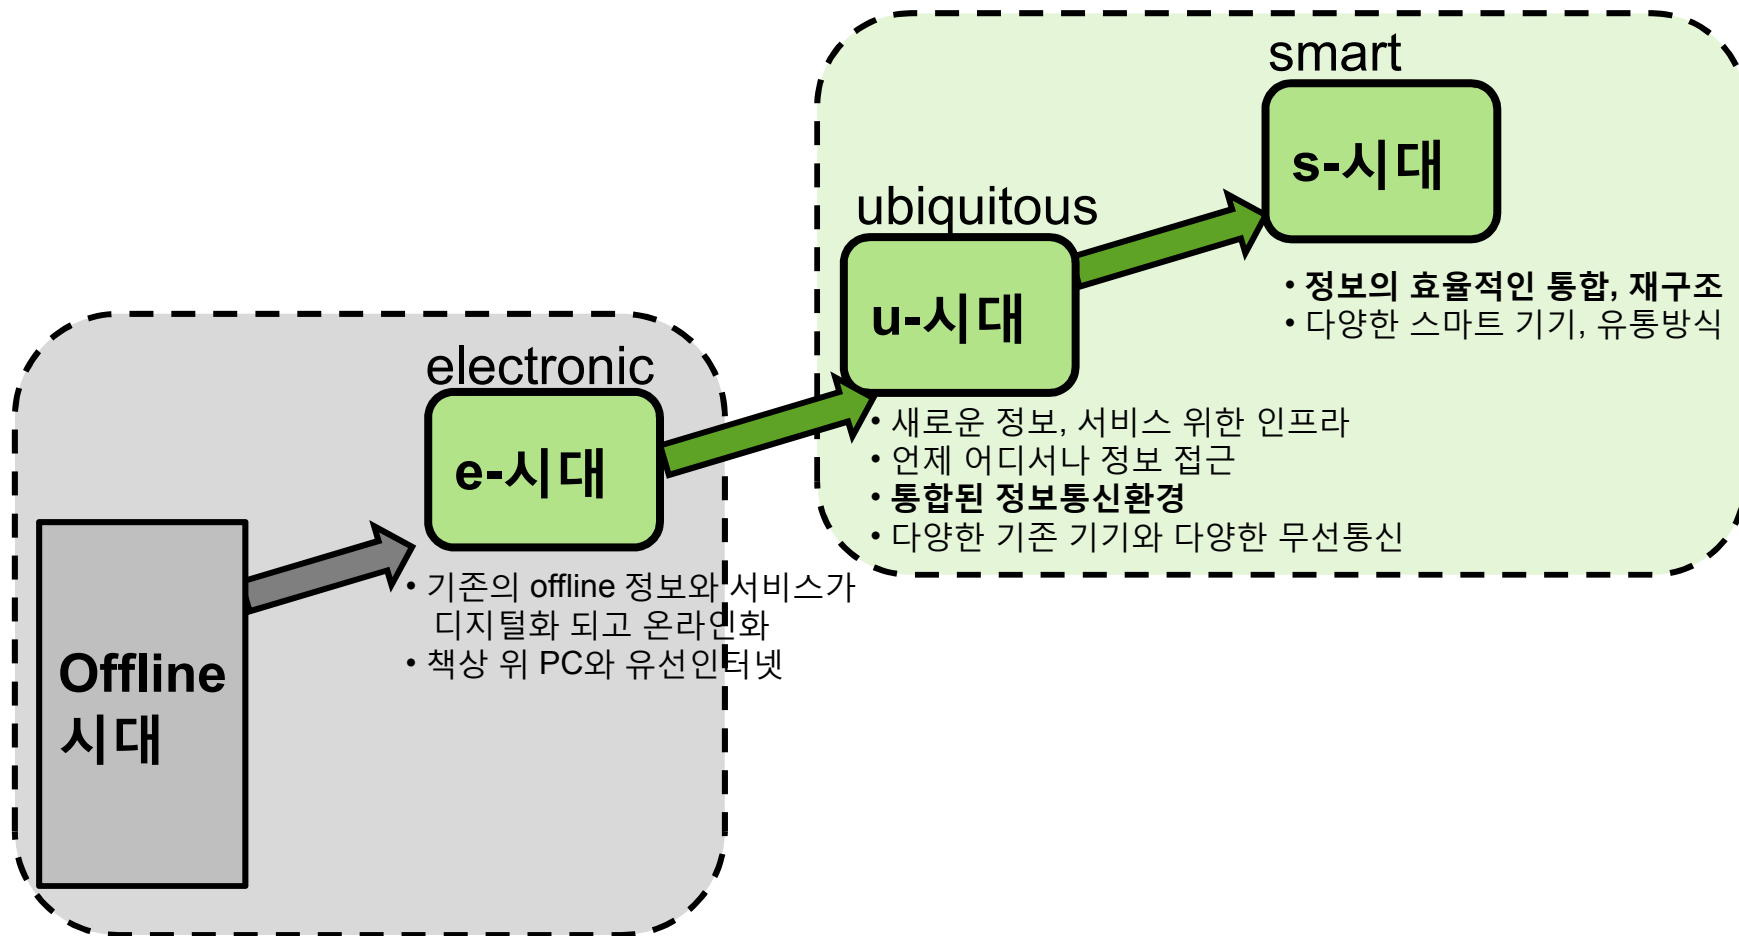 smart
s-시대
• 정보의 효율적인 통합, 재구조
• 다양한 스마트 기기, 유통방식
ubiquitous
u-시대
• 새로운 정보, 서비스 위한 인프라
• 언제 어디서나 정보 접근
• 통합된 정보통신환경
• 다양한 기존 기기와 다양한 무선통신
electronic
e-시대
• 기존의 offline 정보와 서비스가
디지털화 되고 온라인화
• 책상 위 PC와 유선인터넷
Offline
시대